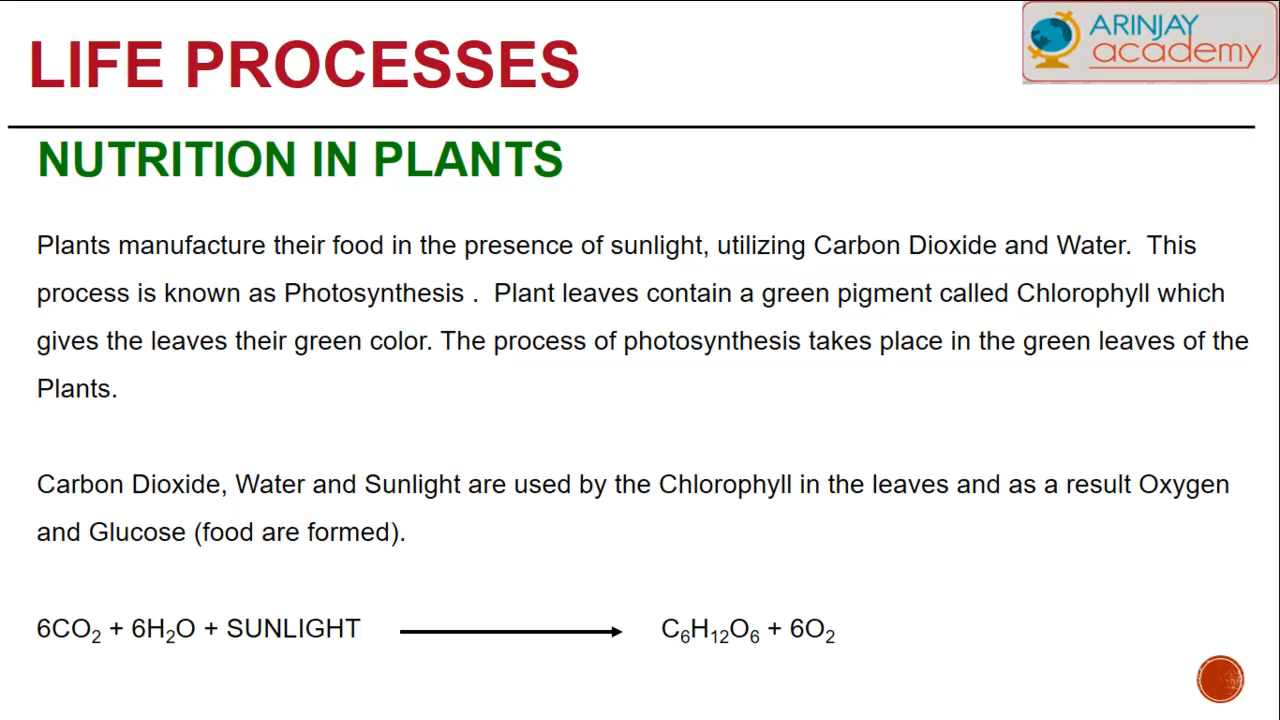 LIFE PROCESSES
ARINJAY
academy
NUTRITION IN PLANTS
Plants manufacture their food in the presence of sunlight, utilizing Carbon Dioxide and Water.  This
process is known as Photosynthesis .  Plant leaves contain a green pigment called Chlorophyll which
gives the leaves their green color. The process of photosynthesis takes place in the green leaves of the
Plants.
Carbon Dioxide, Water and Sunlight are used by the Chlorophyll in the leaves and as a result Oxygen
and Glucose (food are formed).
6CO₂ + 6H₂O + SUNLIGHT C₆H₁₂O₆ + 6O₂